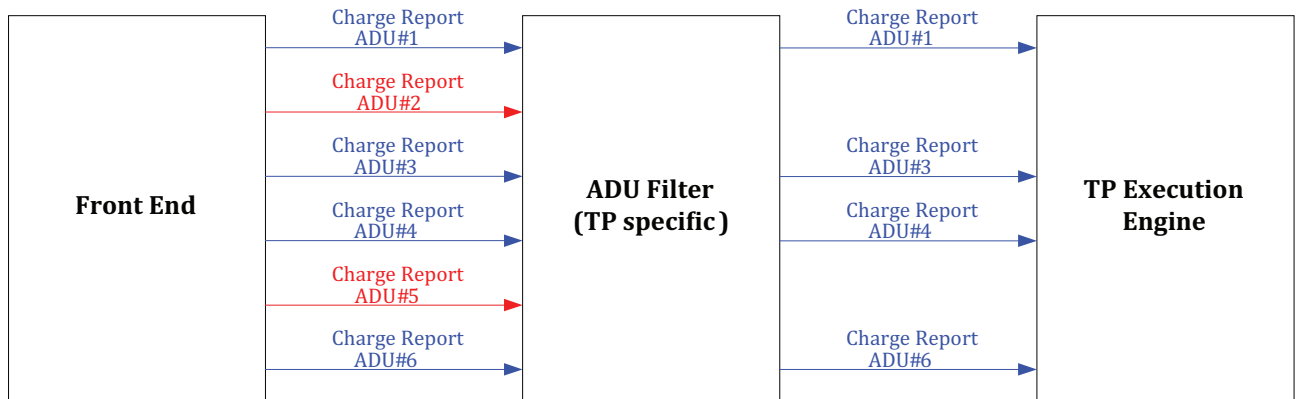 Charge Report
ADU#1
Charge Report
ADU#1
Charge Report
ADU#2
Charge Report
ADU#3
Charge Report
ADU#3
Front End
ADU Filter
(TP specific)
TP Execution
Engine
Charge Report
ADU#4
Charge Report
ADU#4
Charge Report
ADU#5
Charge Report
ADU#6
Charge Report
ADU#6